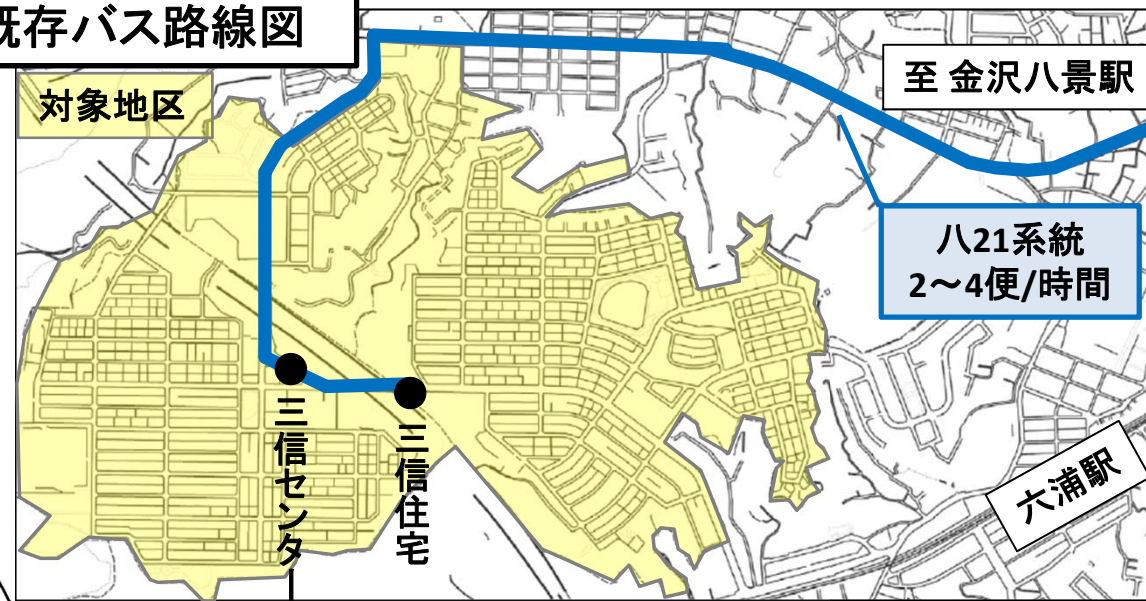 既存バス路線図
対象地区
至 金沢八景駅
八21系統
2～4便/時間
三信センタ
三信住宅
六浦駅